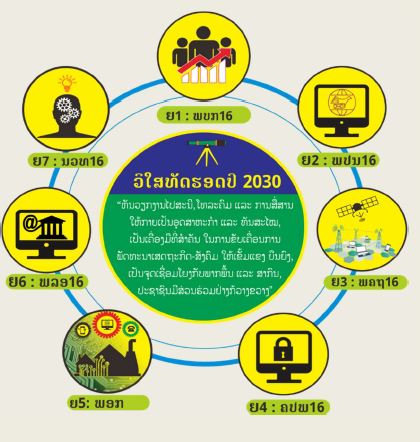 ຍ1 : ພບກ16
ຍ7 : ນວທ16
ຍ2 : ພປນ16
ວິໃສທັດຮອດປີ 2030
“ຫັນວຽກງານໄປສະນີ, ໂທລະຄົມ ແລະ ການສື່ສານ
ໃຫ້ກາຍເປັນອຸດສາຫະກຳ ແລະ ທັນສະໄໝ,
ເປັນເຄື່ອງມືທີ່ສຳຄັນ ໃນການຂັບເຄື່ອນການ
ພັດທະນາເສດຖະກິດ-ສັງຄົມ ໃຫ້ເຂັ້ມແຂງ ຍືນຍົງ,
ເປັນຈຸດເຊື່ອມໂຍງກັບພາກພື້ນ ແລະ ສາກົນ,
ປະຊາຊົນມີສ່ວນຮ່ວມຢ່າງກວ້າງຂວາງ”
ຍ6 : ພລອ16
ຍ3 : ພຄຖ16
ຍ5: ພອກ
ຍ4 : ຄປພ16